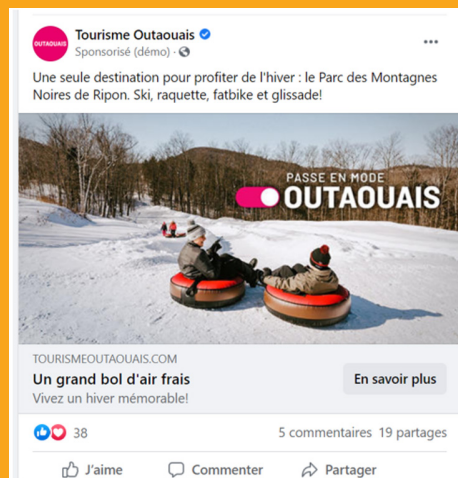 OUTAOUAIS
Tourisme Outaouais
Sponsorisé (démo) ·
Une seule destination pour profiter de l'hiver : le Parc des Montagnes
Noires de Ripon. Ski, raquette, fatbike et glissade!
PASSE EN MODE
OUTAOUAIS
TOURISMEOUTAOUAIS.COM
Un grand bol d'air frais
Vivez un hiver mémorable!
En savoir plus
38
5 commentaires 19 partages
J'aime
Commenter
Partager